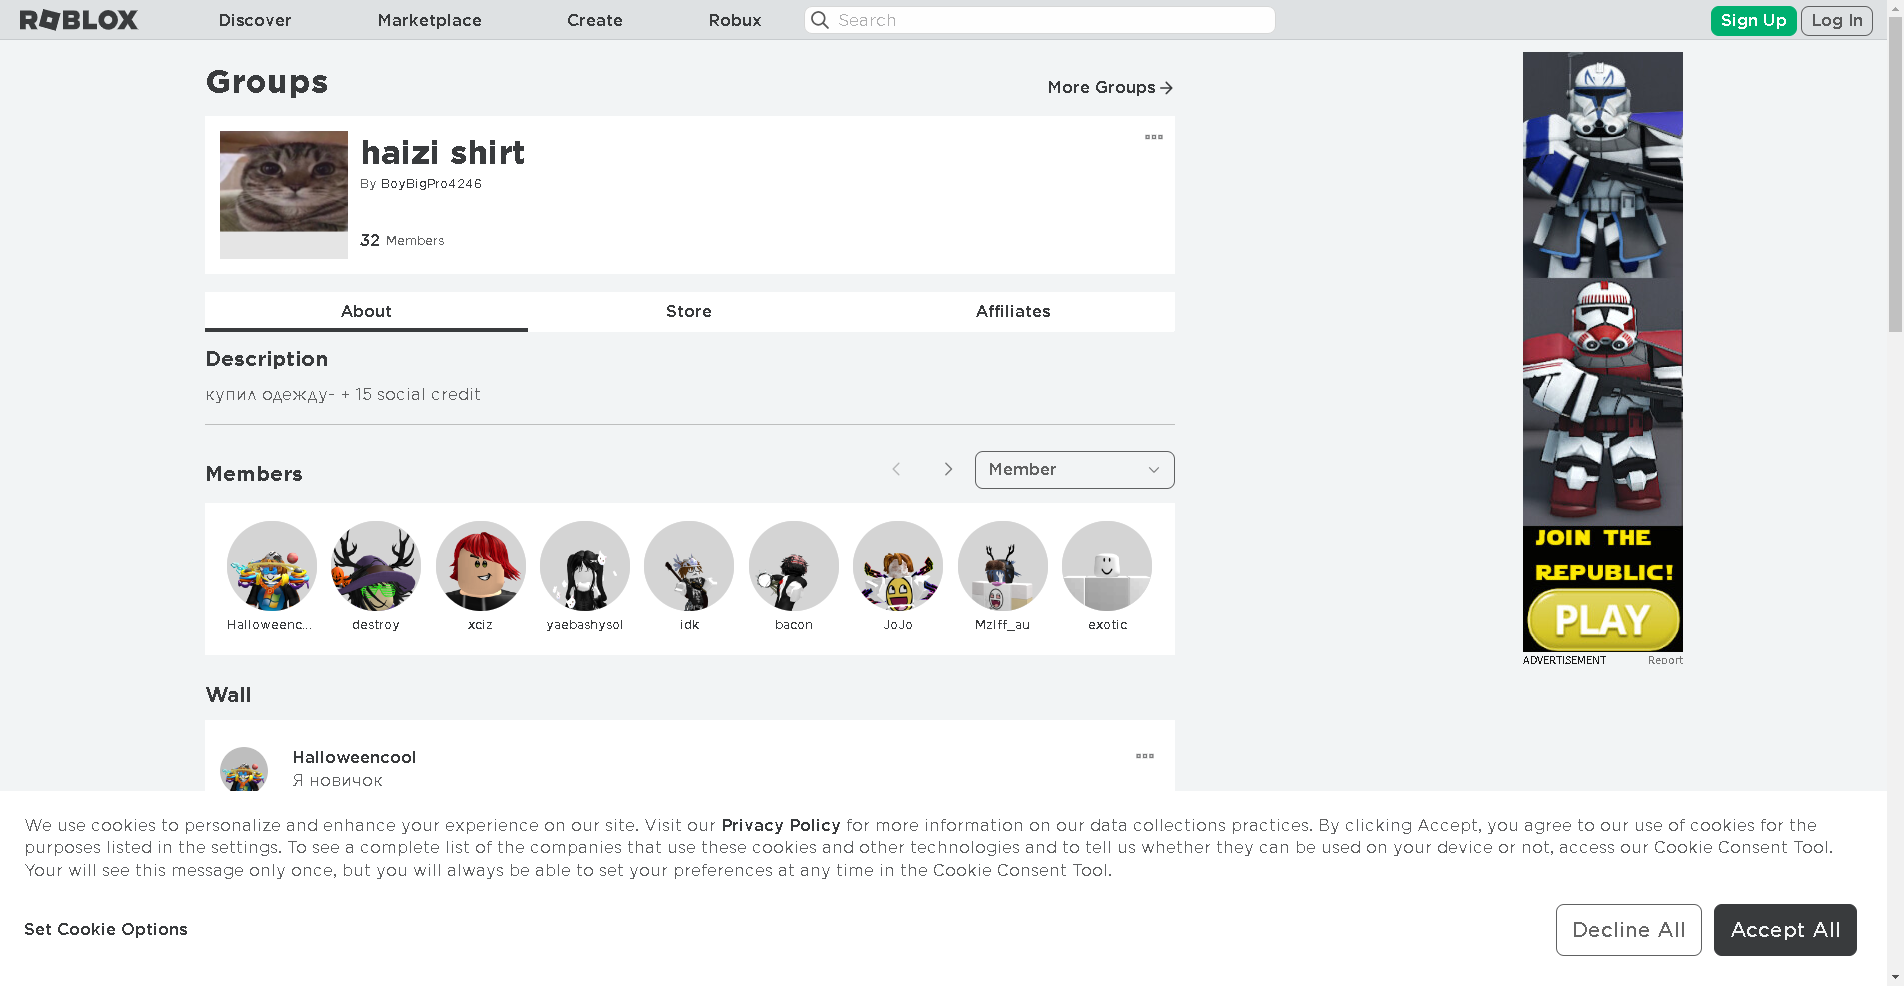 ROBLOX
Discover
Marketplace
Create
Robux
Search
Sign Up
Log In
Groups
More Groups
haizi shirt
By BoyBigPro4246
32 Members
About
Store
Affiliates
Description
купил одежду- + 15 social credit
Members
Member
Halloweenc...
destroy
xciz
yaebashysol
idk
bacon
JoJo
MzIff_au
exotic
JOIN THE
REPUBLIC!
PLAY
ADVERTISEMENT
Report
Wall
Halloweencool
Я новичок
We use cookies to personalize and enhance your experience on our site. Visit our Privacy Policy for more information on our data collections practices. By clicking Accept, you agree to our use of cookies for the
purposes listed in the settings. To see a complete list of the companies that use these cookies and other technologies and to tell us whether they can be used on your device or not, access our Cookie Consent Tool.
Your will see this message only once, but you will always be able to set your preferences at any time in the Cookie Consent Tool.
Set Cookie Options
Decline All
Accept All